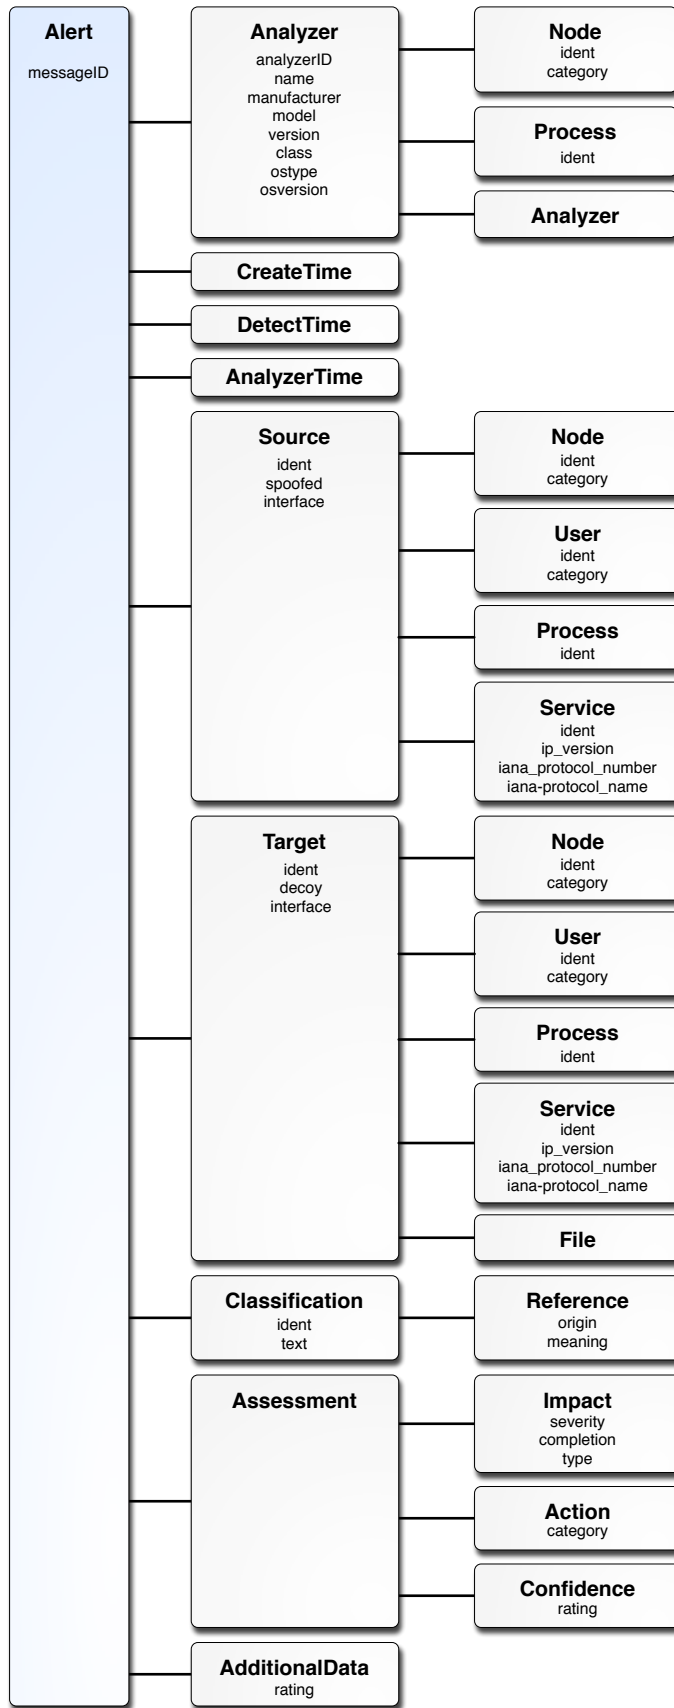 Alert
messageID
Analyzer
analyzerID
name
manufacturer
model
version
class
ostype
osversion
Node
ident
category
Process
ident
Analyzer
CreateTime
DetectTime
AnalyzerTime
Source
ident
spoofed
interface
Node
ident
category
User
ident
category
Process
ident
Service
ident
ip_version
iana_protocol_number
iana-protocol_name
Target
ident
decoy
interface
Node
ident
category
User
ident
category
Process
ident
Service
ident
ip_version
iana_protocol_number
iana-protocol_name
File
Classification
ident
text
Reference
origin
meaning
Assessment
Impact
severity
completion
type
Action
category
Confidence
rating
AdditionalData
rating